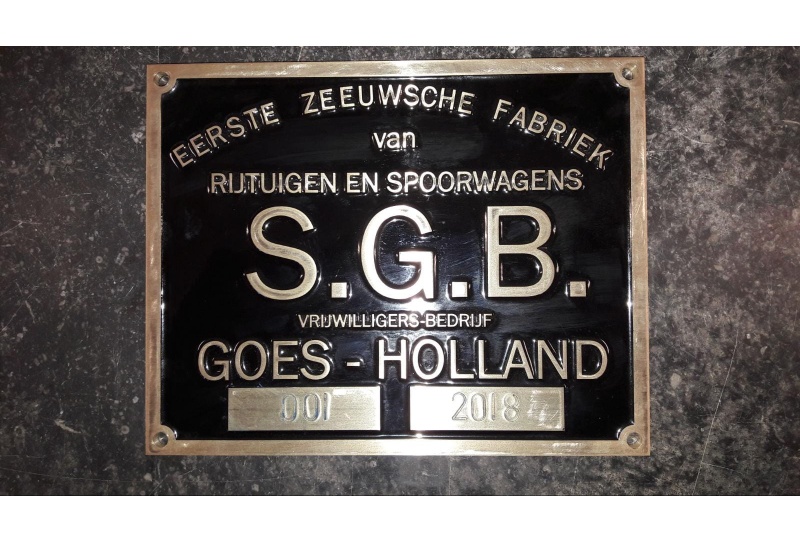 EERSTE ZEEUWSCHE FABRIEK
van
RIJTUIGEN EN SPOORWAGENS
S.G.B.
VRIJWILLIGERS-BEDRIJF
GOES - HOLLAND
001 2018